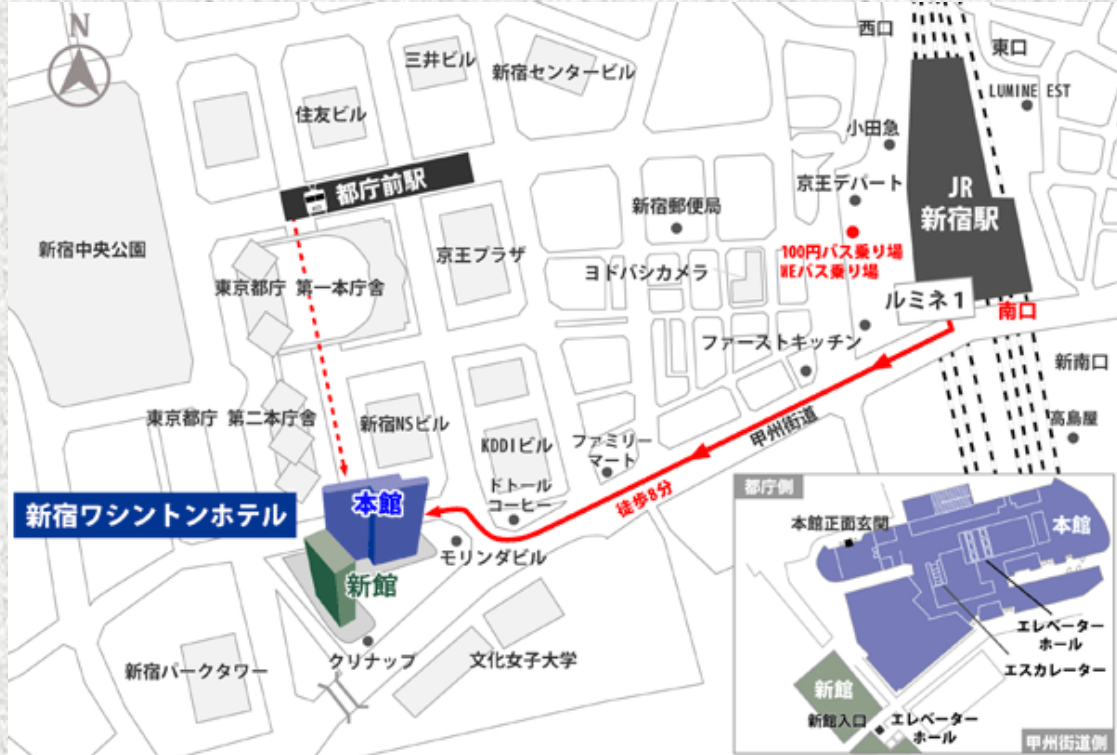 N
西口
東口
三井ビル
新宿センタービル
LUMINE EST
住友ビル
小田急
都庁前駅
京王デパート
JR
新宿駅
新宿郵便局
新宿中央公園
京王プラザ
100円バス乗り場
WEバス乗り場
ヨドバシカメラ
東京都庁 第一本庁舎
ルミネ1
南口
ファーストキッチン
新南口
東京都庁 第二本庁舎
新宿NSビル
KDDIビル
ファミリー
マート
甲州街道
高島屋
ドトール
コーヒー
徒歩8分
新宿ワシントンホテル
本館
モリンダビル
新館
クリナップ
文化女子大学
新宿パークタワー
都庁側
本館正面玄関
本館
エレベーター
ホール
エスカレーター
新館
新館入口
エレベーター
ホール
甲州街道側